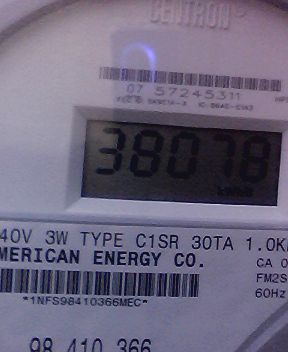 CENTRON
07 57245311
38078
40V 3W TYPE C1SR 30TA 1.0K
MERICAN ENERGY CO.
CA 0
FM2S
*1NFS98410366MEC*
60Hz
98 410 366